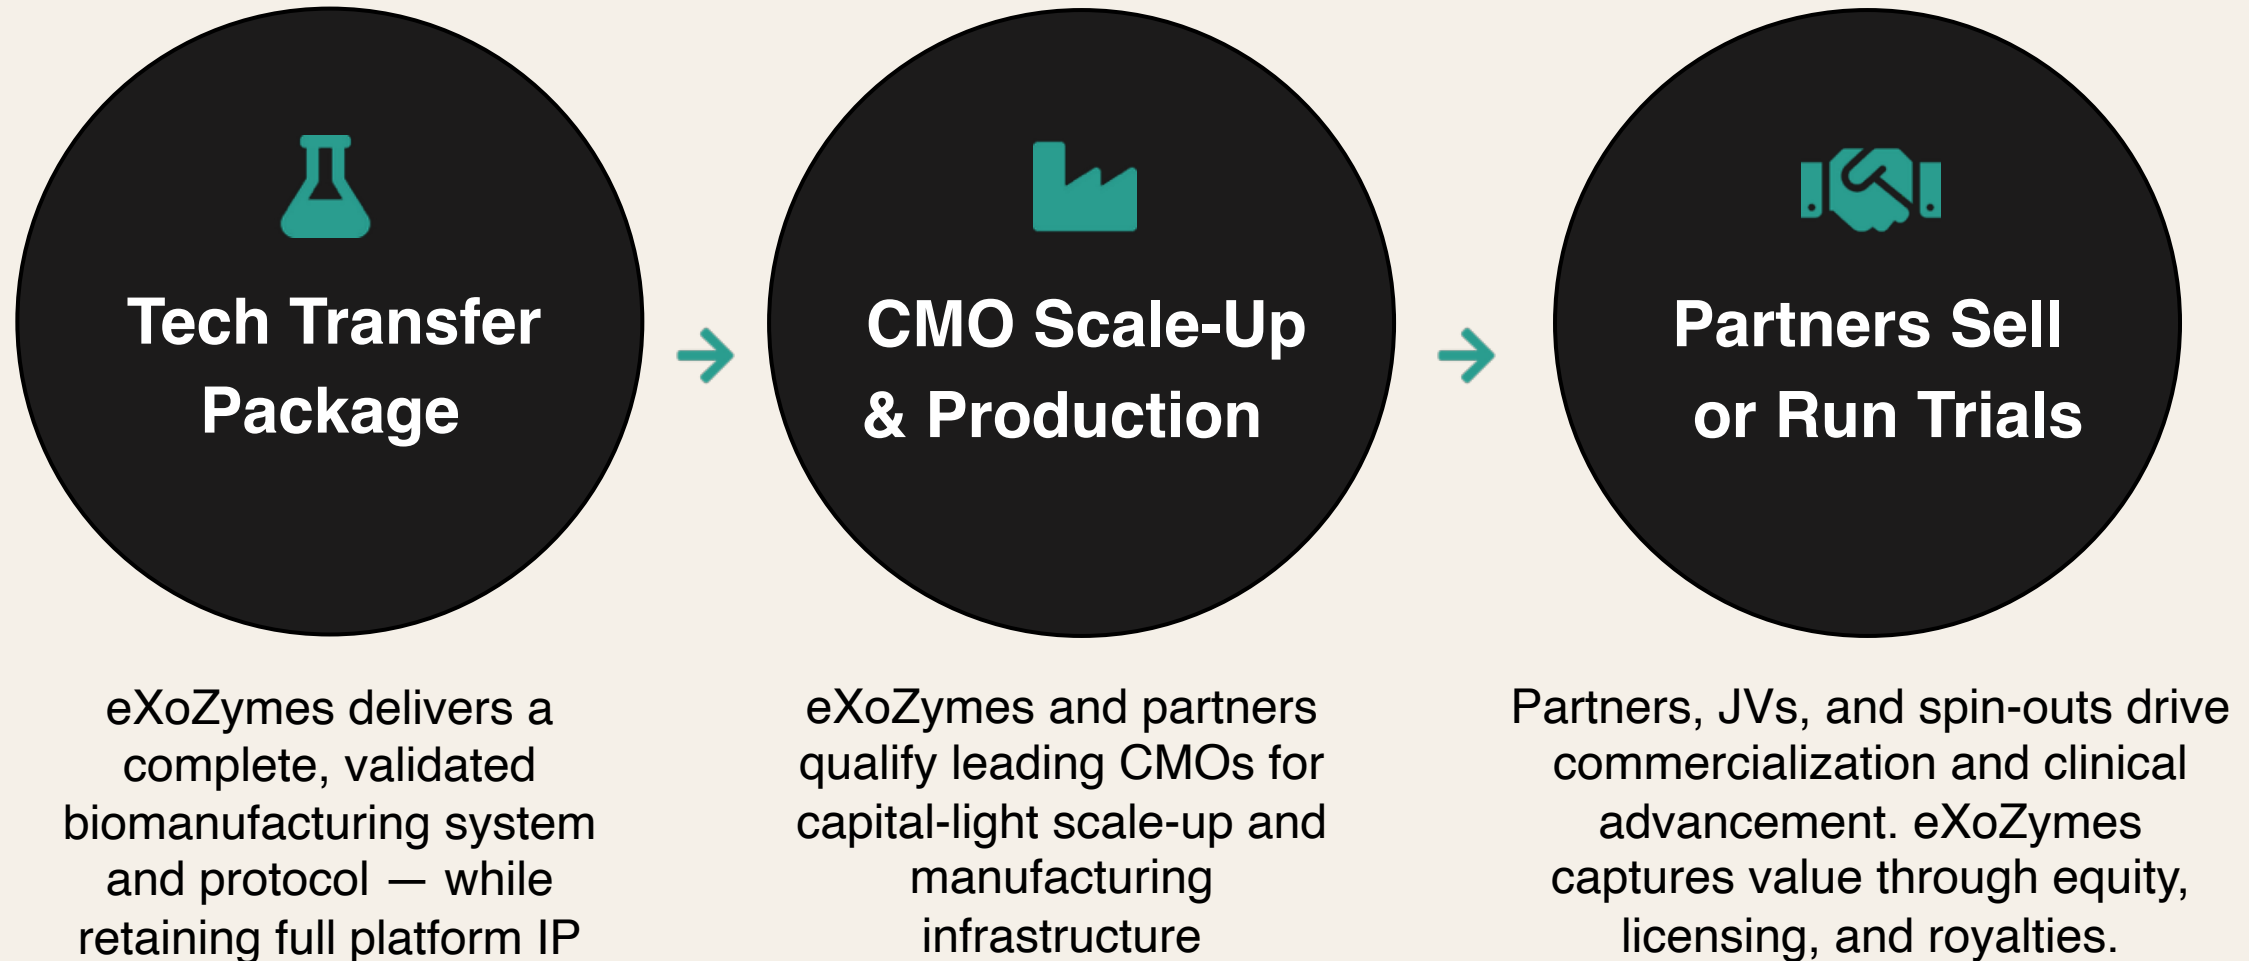 Tech Transfer
Package
eXoZymes delivers a
complete, validated
biomanufacturing system
and protocol — while
retaining full platform IP
CMO Scale-Up
& Production
eXoZymes and partners
qualify leading CMOs for
capital-light scale-up and
manufacturing
infrastructure
Partners Sell
or Run Trials
Partners, JVs, and spin-outs drive
commercialization and clinical
advancement. eXoZymes
captures value through equity,
licensing, and royalties.